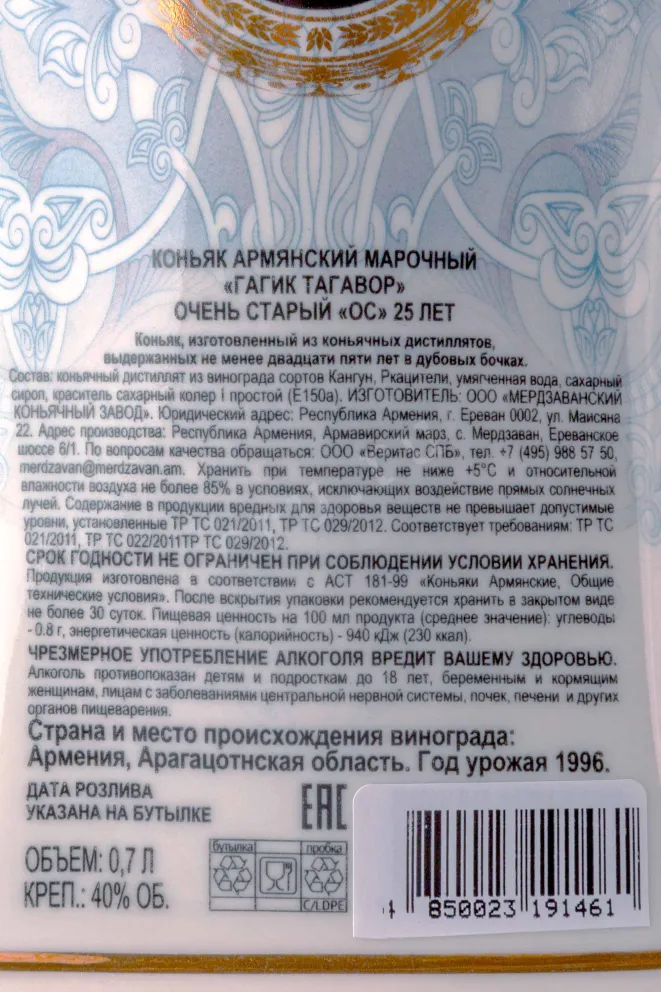 КОНЬЯК АРМЯНСКИЙ МАРОЧНЫЙ
«ГАГИК ТАГАВОР»
ОЧЕНЬ СТАРЫЙ «ОС» 25 ЛЕТ
Коньяк, изготовленный из коньячных дистиллятов,
выдержанных не менее двадцати пяти лет в дубовых бочках.
Состав: коньячный дистиллят из винограда сортов Кангун, Ркацители, умягченная вода, сахарный
сироп, краситель сахарный колер I простой (Е150а). ИЗГОТОВИТЕЛЬ: ООО «МЕРДЗАВАНСКИЙ
КОНЬЯЧНЫЙ ЗАВОД». Юридический адрес: Республика Армения, г. Ереван 0002, ул. Маисяна
22. Адрес производства: Республика Армения, Армавирский марз, с. Мердзаван, Ереванское
шоссе 6/1. По вопросам качества обращаться: ООО «Веритас СПБ», тел. +7 (495) 988 57 50,
merdzavan@merdzavan.am. Хранить при температуре не ниже +5°С и относительной
влажности воздуха не более 85% в условиях, исключающих воздействие прямых солнечных
лучей. Содержание в продукции вредных для здоровья веществ не превышает допустимые
уровни, установленные ТР ТС 021/2011, ТР ТС 029/2012. Соответствует требованиям: ТР ТС
021/2011, ТР ТС 022/2011ТР ТС 029/2012.
СРОК ГОДНОСТИ НЕ ОГРАНИЧЕН ПРИ СОБЛЮДЕНИИ УСЛОВИИ ХРАНЕНИЯ.
Продукция изготовлена в соответствии с АСТ 181-99 «Коньяки Армянские, Общие
технические условия». После вскрытия упаковки рекомендуется хранить в закрытом виде
не более 30 суток. Пищевая ценность на 100 мл продукта (среднее значение): углеводы
- 0.8 г, энергетическая ценность (калорийность) - 940 кДж (230 ккал).
ЧРЕЗМЕРНОЕ УПОТРЕБЛЕНИЕ АЛКОГОЛЯ ВРЕДИТ ВАШЕМУ ЗДОРОВЬЮ.
Алкоголь противопоказан детям и подросткам до 18 лет, беременным и кормящим
женщинам, лицам с заболеваниями центральной нервной системы, почек, печени и других
органов пищеварения.
Страна и место происхождения винограда:
Армения, Арагацотнская область. Год урожая 1996.
ДАТА РОЗЛИВА
УКАЗАНА НА БУТЫЛКЕ
ЕАС
бутылка пробка
C/LDPE
ОБЪЕМ: 0,7 Л
КРЕП.: 40% ОБ.
4 850023 191461